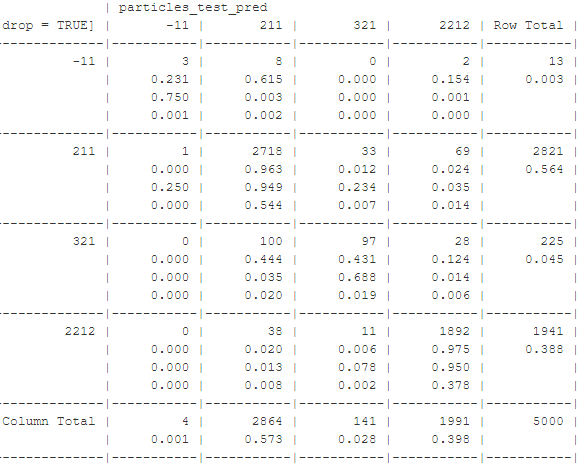 | particles_test_pred
drop = TRUE] | -11 | 211 | 321 | 2212 | Row Total |
-------------|-----------|-----------|-----------|-----------|-----------|
-11 | 3 | 8 | 0 | 2 | 13 |
| 0.231 | 0.615 | 0.000 | 0.154 | 0.003 |
| 0.750 | 0.003 | 0.000 | 0.001 | |
| 0.001 | 0.002 | 0.000 | 0.000 | |
-------------|-----------|-----------|-----------|-----------|-----------|
211 | 1 | 2718 | 33 | 69 | 2821 |
| 0.000 | 0.963 | 0.012 | 0.024 | 0.564 |
| 0.250 | 0.949 | 0.234 | 0.035 | |
| 0.000 | 0.544 | 0.007 | 0.014 | |
-------------|-----------|-----------|-----------|-----------|-----------|
321 | 0 | 100 | 97 | 28 | 225 |
| 0.000 | 0.444 | 0.431 | 0.124 | 0.045 |
| 0.000 | 0.035 | 0.688 | 0.014 | |
| 0.000 | 0.020 | 0.019 | 0.006 | |
-------------|-----------|-----------|-----------|-----------|-----------|
2212 | 0 | 38 | 11 | 1892 | 1941 |
| 0.000 | 0.020 | 0.006 | 0.975 | 0.388 |
| 0.000 | 0.013 | 0.078 | 0.950 | |
| 0.000 | 0.008 | 0.002 | 0.378 | |
-------------|-----------|-----------|-----------|-----------|-----------|
Column Total | 4 | 2864 | 141 | 1991 | 5000 |
| 0.001 | 0.573 | 0.028 | 0.398 | |
-------------|-----------|-----------|-----------|-----------|-----------|